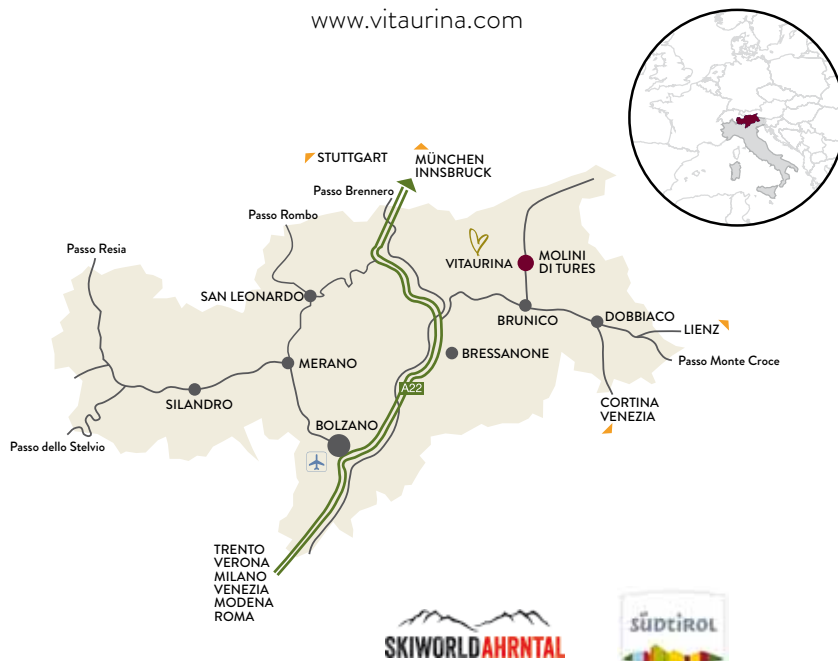 www.vitaurina.com
STUTTGART
MÜNCHEN
INNSBRUCK
Passo Brennero
Passo Rombo
Passo Resia
VITAURINA
MOLINI
DI TURES
SAN LEONARDO
BRUNICO
DOBBIACO
LIENZ
BRESSANONE
Passo Monte Croce
MERANO
A22
SILANDRO
CORTINA
VENEZIA
BOLZANO
Passo dello Stelvio
TRENTO
VERONA
MILANO
VENEZIA
MODENA
ROMA
SKIWORLDAHRNTAL
SÜDTIROL